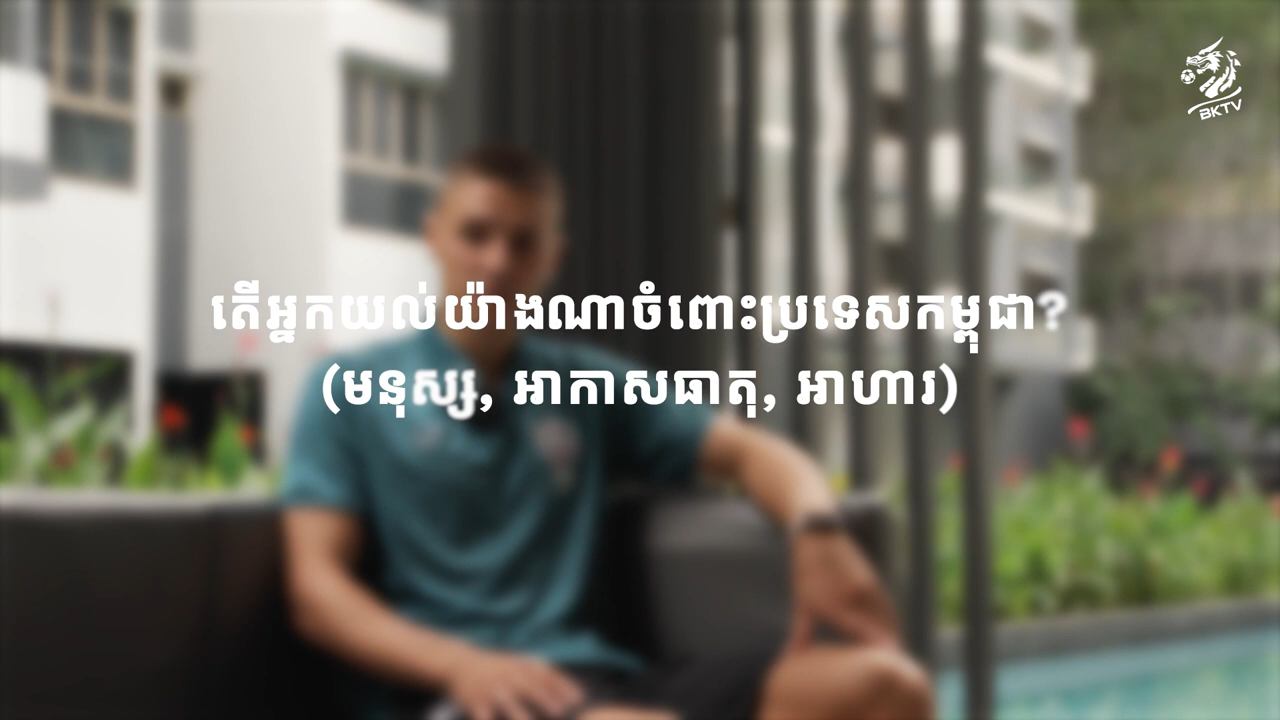 BKTV
តើអ្នកយល់យ៉ាងណាចំពោះប្រទេសកម្ពុជា?
(មនុស្ស, អាកាសធាតុ, អាហារ)